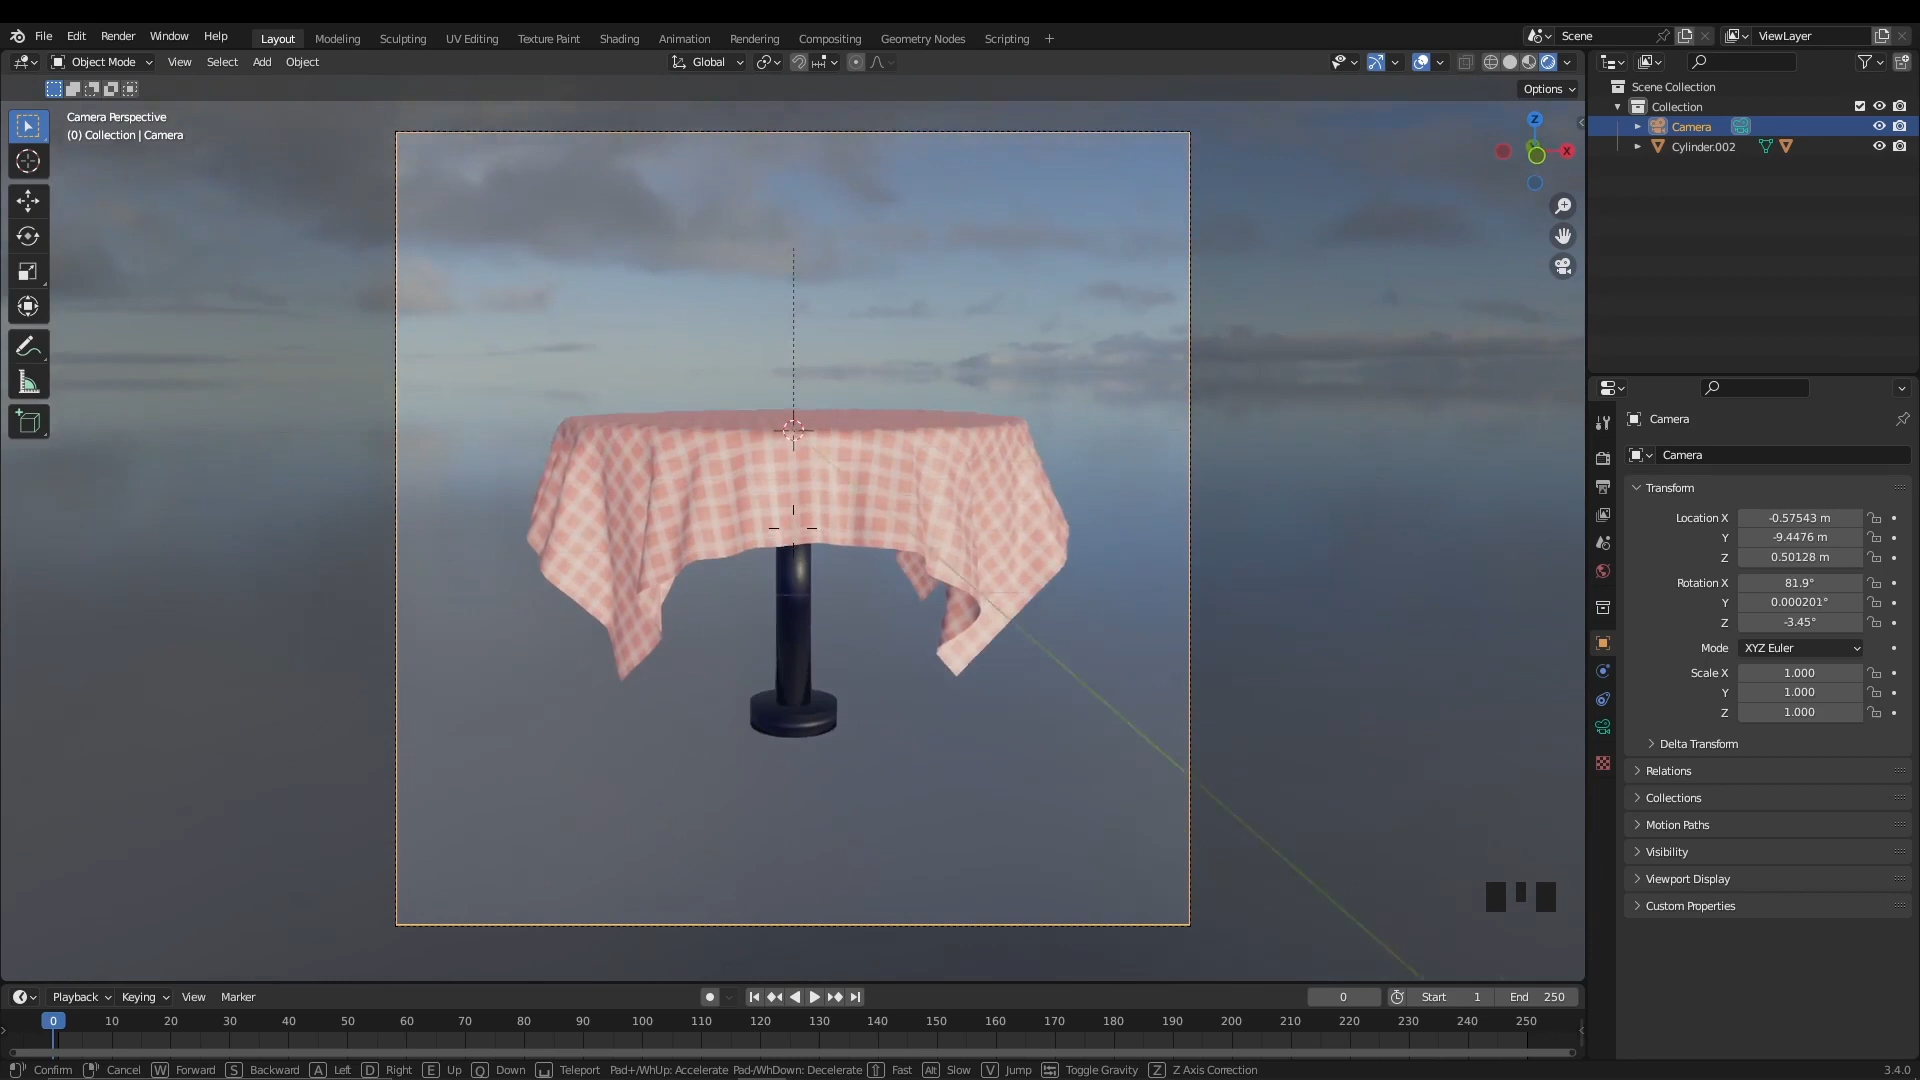 File Edit Render Window Help Layout Modeling Sculpting UV Editing Texture Paint Shading Animation Rendering Compositing Geometry Nodes Scripting + Scene ViewLayer
Object Mode View Select Add Object Global
Options
Camera Perspective
(0) Collection | Camera
Z
X
Scene Collection
Collection
Camera
Cylinder.002
Camera
Camera
Transform
Location X -0.57543 m
Y -9.4476 m
Z 0.50128 m
Rotation X 81.9°
Y 0.000201°
Z -3.45°
Mode XYZ Euler
Scale X 1.000
Y 1.000
Z 1.000
Delta Transform
Relations
Collections
Motion Paths
Visibility
Viewport Display
Custom Properties
Playback Keying View Marker 0 Start 1 End 250
0 10 20 30 40 50 60 70 80 90 100 110 120 130 140 150 160 170 180 190 200 210 220 230 240 250
Confirm Cancel W Forward S Backward A Left D Right E Up Q Down Teleport Pad+/WhUp: Accelerate Pad-/WhDown: Decelerate Fast Alt Slow V Jump Toggle Gravity Z Z Axis Correction 3.4.0